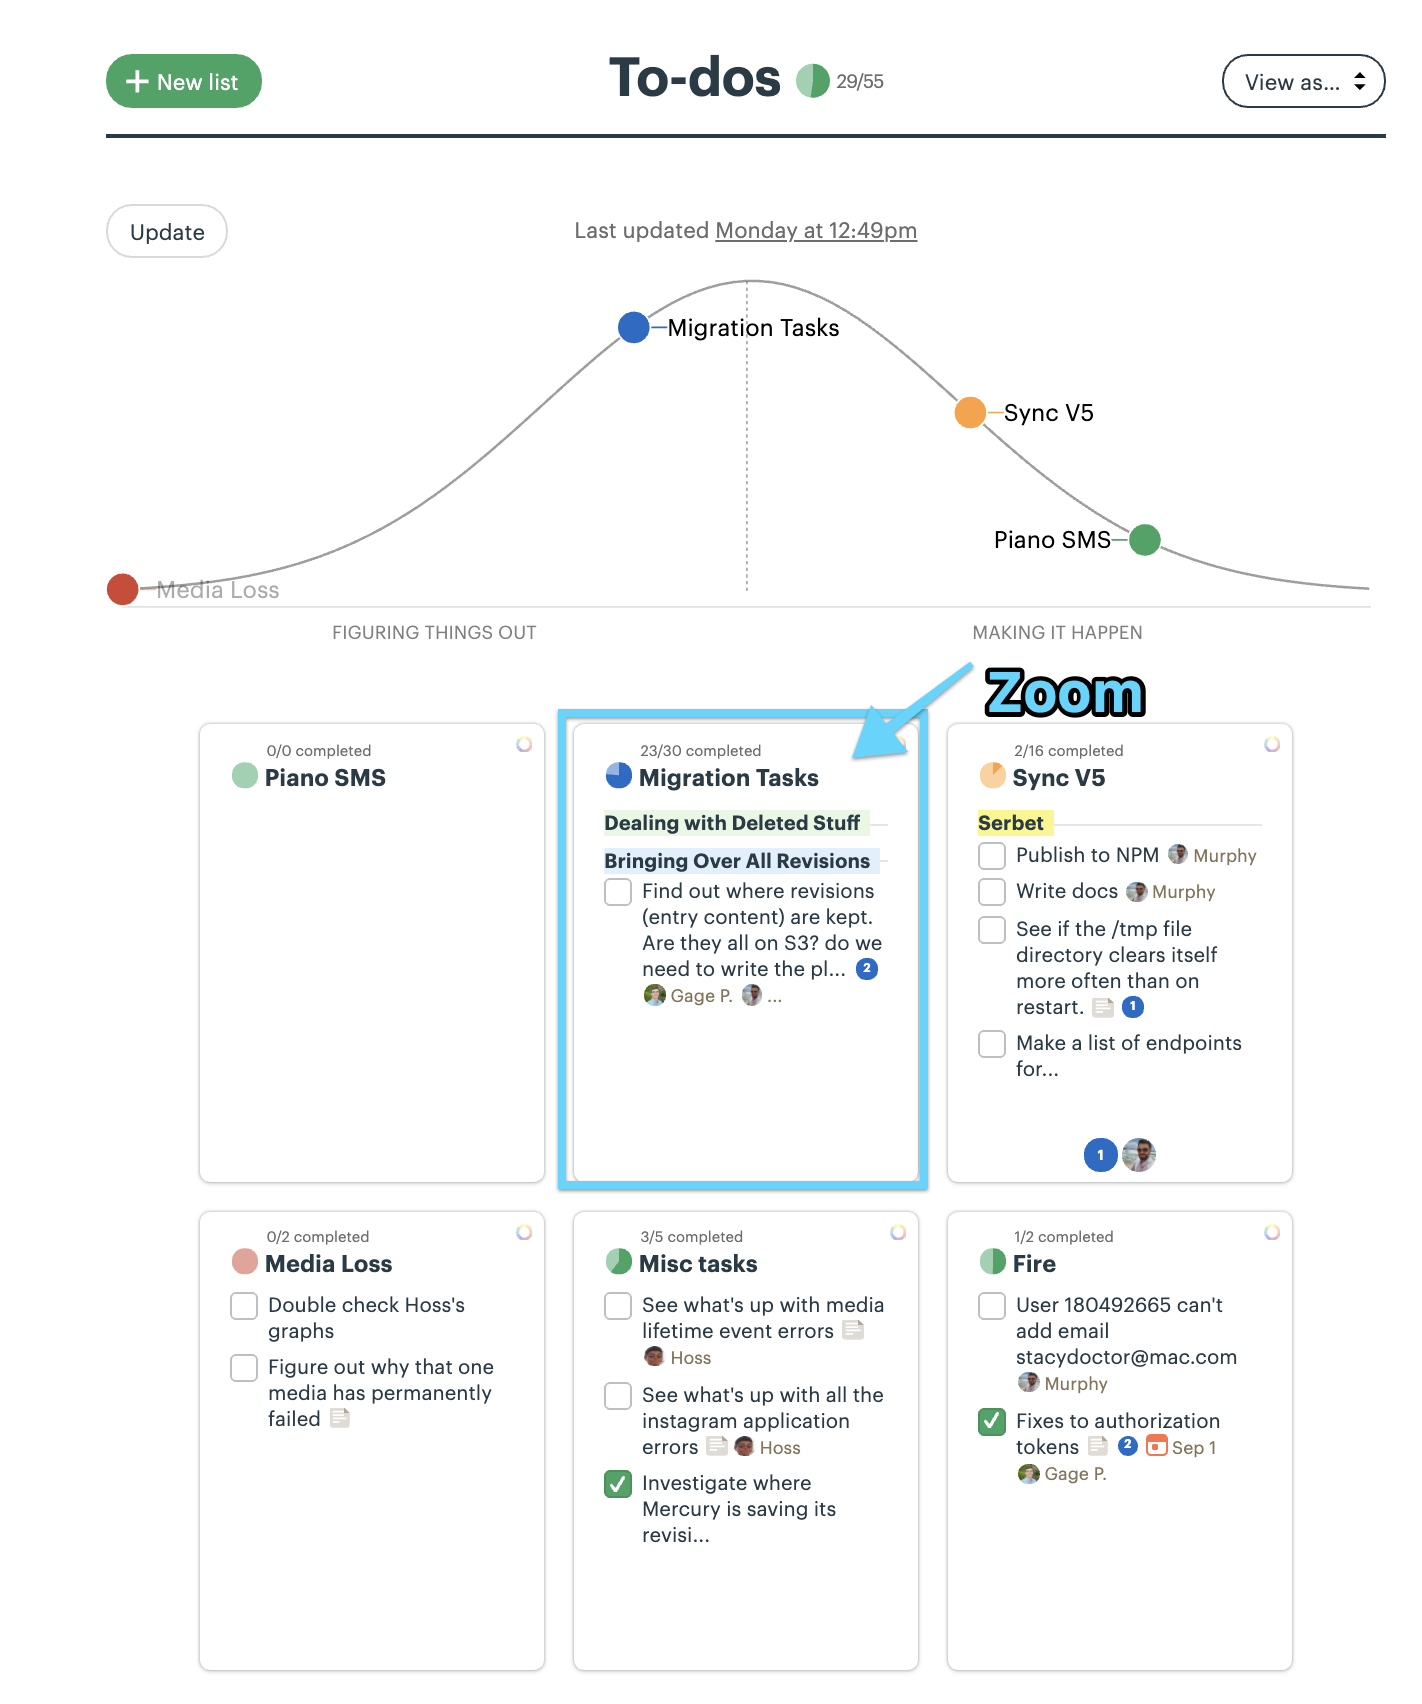 New list
To-dos 29/55
View as...
Update
Last updated Monday at 12:49pm
Migration Tasks
Sync V5
Piano SMS
Media Loss
FIGURING THINGS OUT
MAKING IT HAPPEN
Zoom
0/0 completed
Piano SMS
23/30 completed
Migration Tasks
Dealing with Deleted Stuff
Bringing Over All Revisions
Find out where revisions
(entry content) are kept.
Are they all on S3? do we
need to write the pl... 2
Gage P. ...
2/16 completed
Sync V5
Serbet
Publish to NPM Murphy
Write docs Murphy
See if the /tmp file
directory clears itself
more often than on
restart. 1
Make a list of endpoints
for...
1
0/2 completed
Media Loss
Double check Hoss's
graphs
Figure out why that one
media has permanently
failed
3/5 completed
Misc tasks
See what's up with media
lifetime event errors
Hoss
See what's up with all the
instagram application
errors Hoss
Investigate where
Mercury is saving its
revisi...
1/2 completed
Fire
User 180492665 can't
add email
stacydoctor@mac.com
Murphy
Fixes to authorization
tokens 2 Sep 1
Gage P.